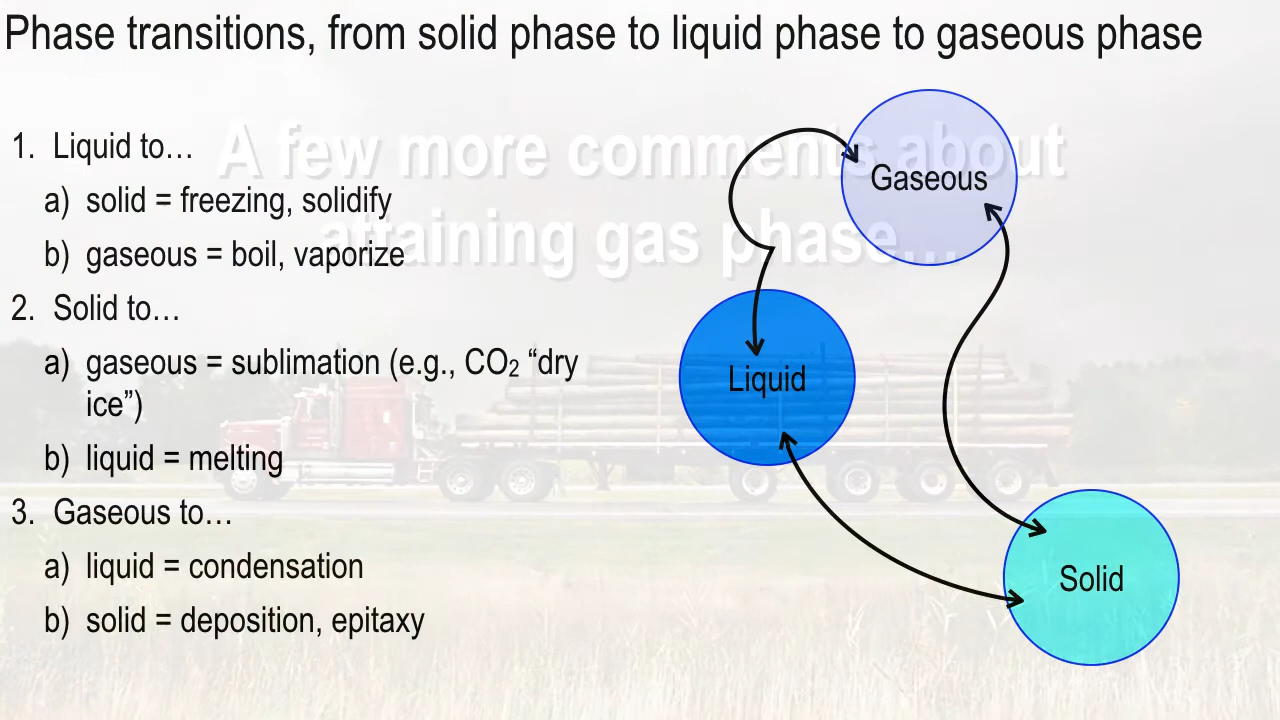 Phase transitions, from solid phase to liquid phase to gaseous phase
A few more comments about
attaining gas phase…
1. Liquid to…
a) solid = freezing, solidify
b) gaseous = boil, vaporize
2. Solid to…
a) gaseous = sublimation (e.g., CO₂ “dry
ice”)
b) liquid = melting
3. Gaseous to…
a) liquid = condensation
b) solid = deposition, epitaxy
Gaseous
Liquid
Solid